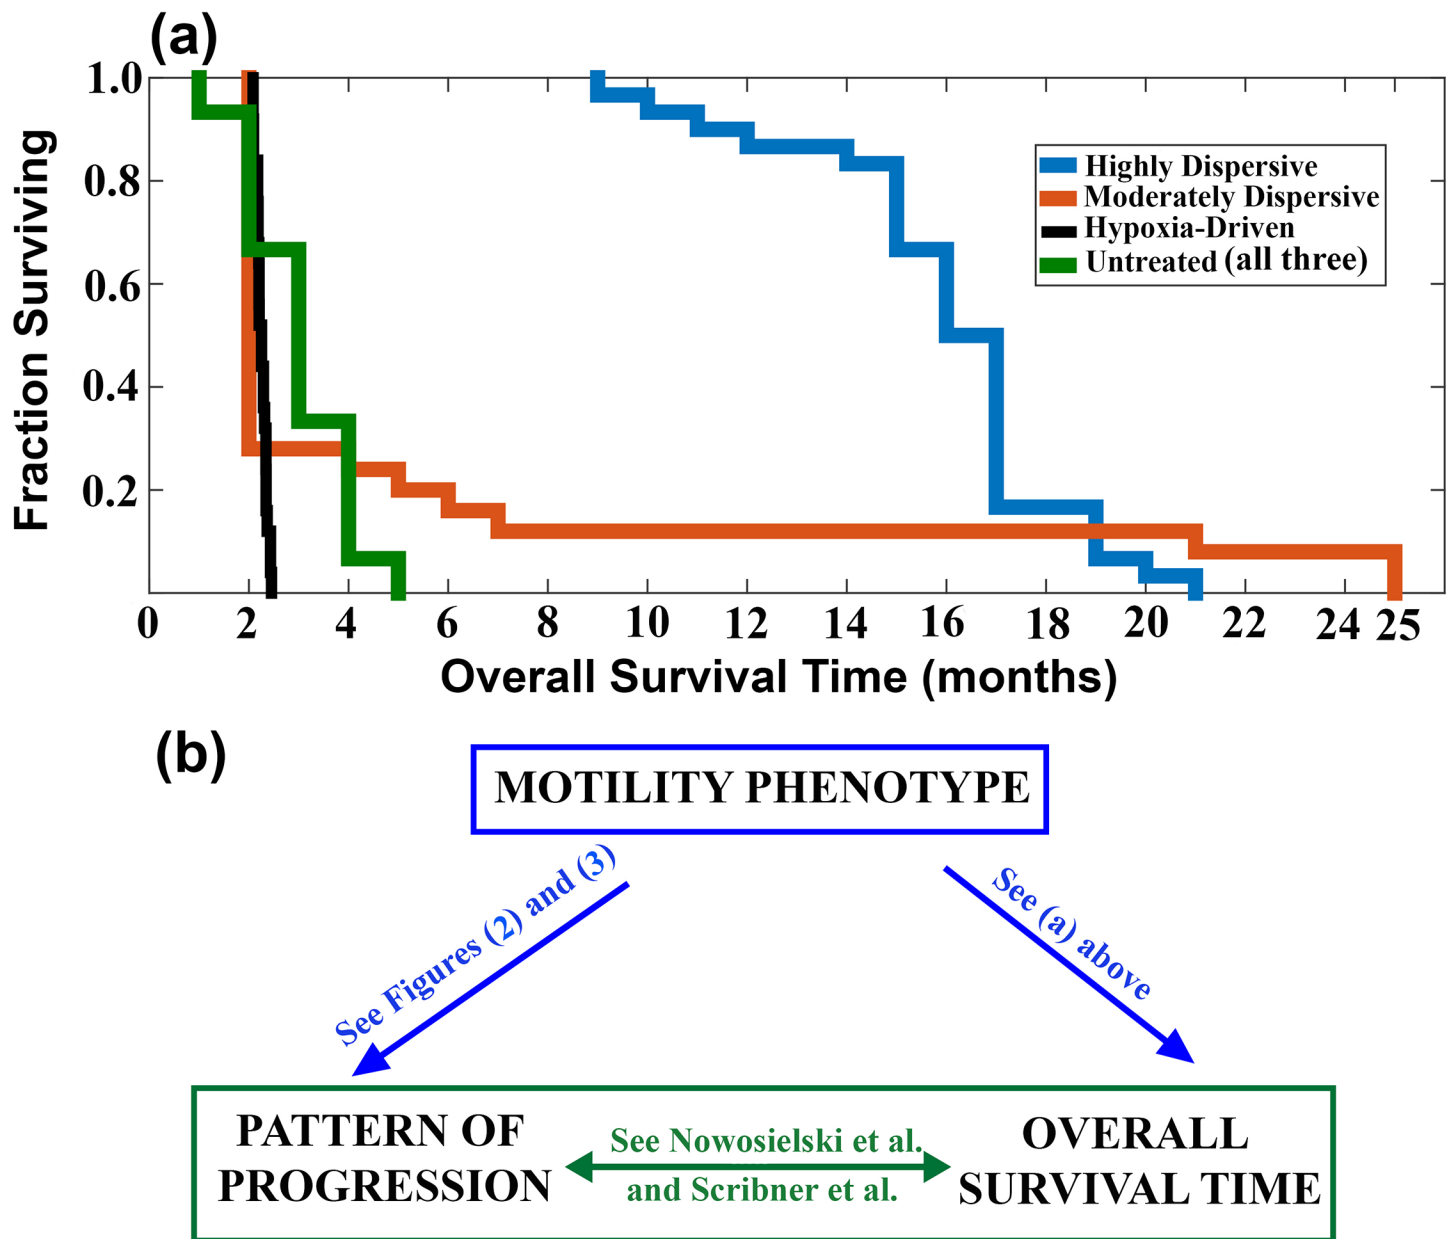 (a)
1.0
0.8
0.6
0.4
0.2
Fraction Surviving
Highly Dispersive
Moderately Dispersive
Hypoxia-Driven
Untreated (all three)
0 2 4 6 8 10 12 14 16 18 20 22 24 25
Overall Survival Time (months)
(b)
MOTILITY PHENOTYPE
See Figures (2) and (3)
See (a) above
PATTERN OF
PROGRESSION
See Nowosielski et al.
and Scribner et al.
OVERALL
SURVIVAL TIME